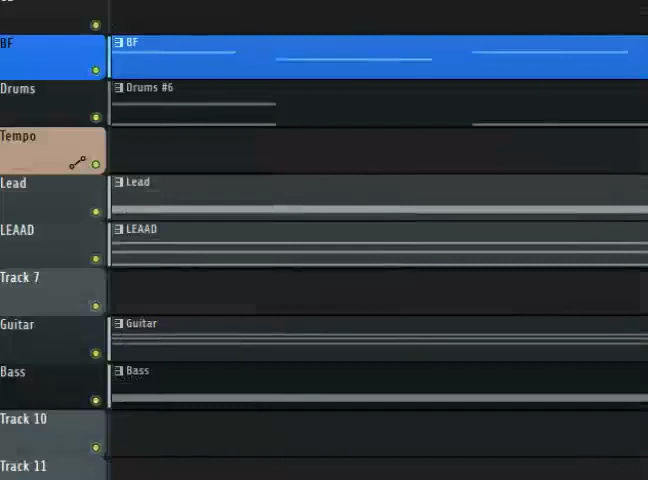 BF
BF
Drums
Drums #6
Tempo
Lead
Lead
LEAAD
LEAAD
Track 7
Guitar
Guitar
Bass
Bass
Track 10
Track 11